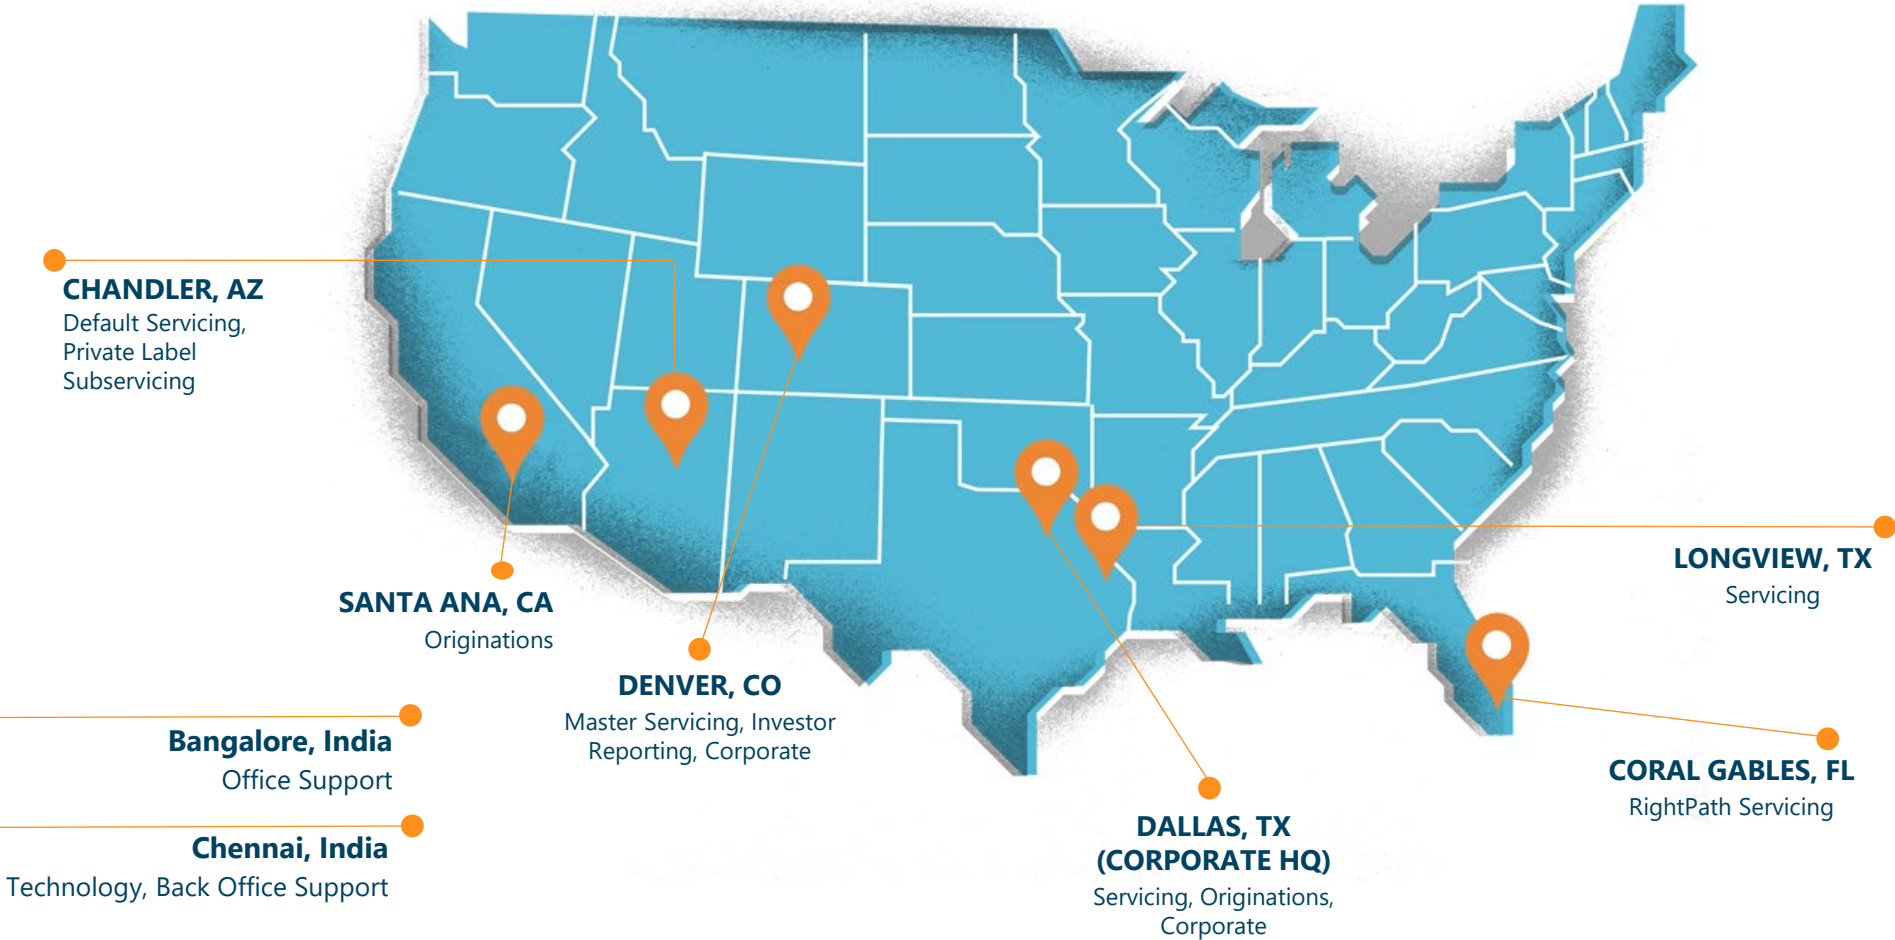 CHANDLER, AZ
Default Servicing,
Private Label
Subservicing
SANTA ANA, CA
Originations
DENVER, CO
Master Servicing, Investor
Reporting, Corporate
Bangalore, India
Office Support
Chennai, India
Technology, Back Office Support
DALLAS, TX
(CORPORATE HQ)
Servicing, Originations,
Corporate
LONGVIEW, TX
Servicing
CORAL GABLES, FL
RightPath Servicing